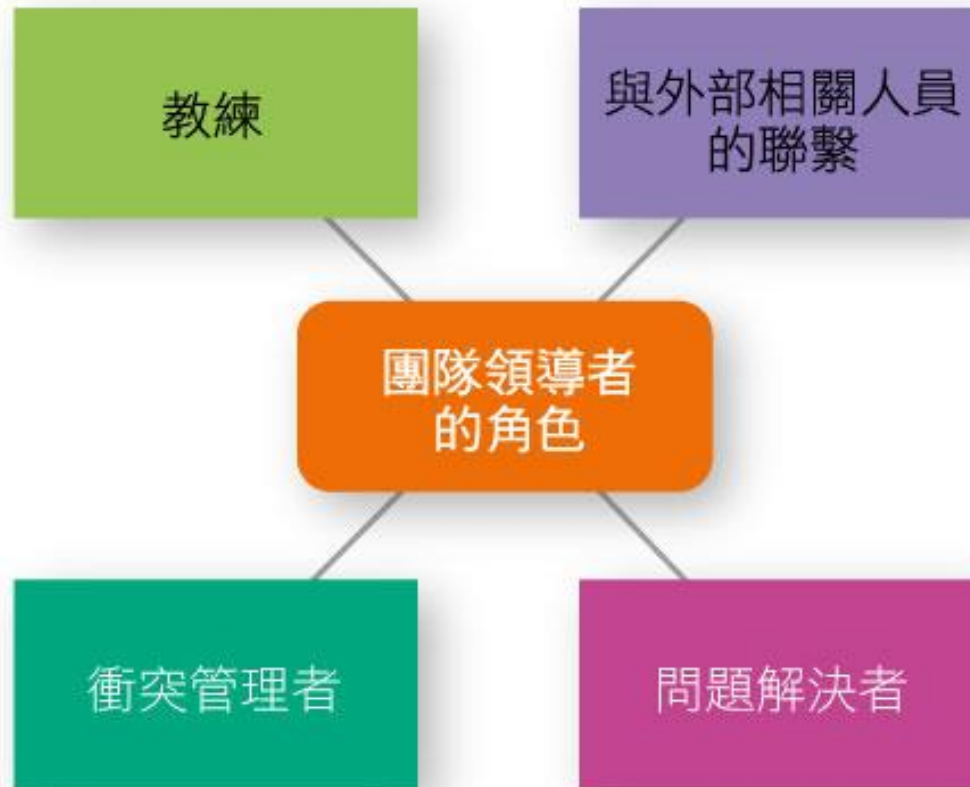 教練
與外部相關人員
的聯繫
團隊領導者
的角色
衝突管理者
問題解決者